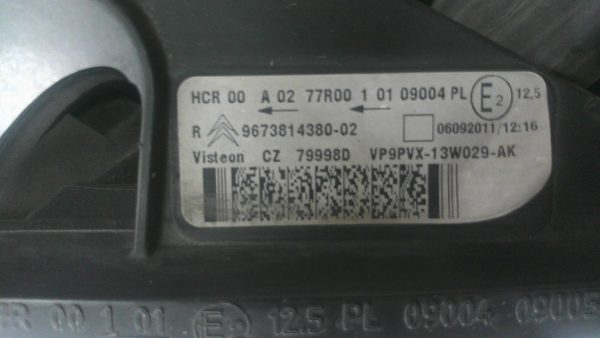 HCR 00 A 02 77R00 1 01 09004 PL E2 12,5
R 9673814380-02 06092011/12:16
Visteon CZ 79998D VP9PVX-13W029-AK
HCR 00 1 01 E2 12.5 PL 09004 09005